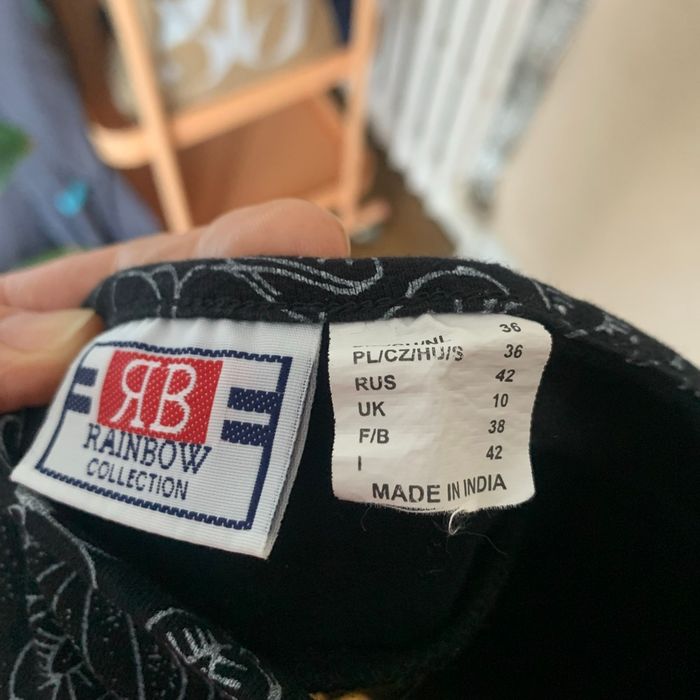 RB
RAINBOW
COLLECTION
36
PL/CZ/HU/S 36
RUS 42
UK 10
F/B 38
I 42
MADE IN INDIA